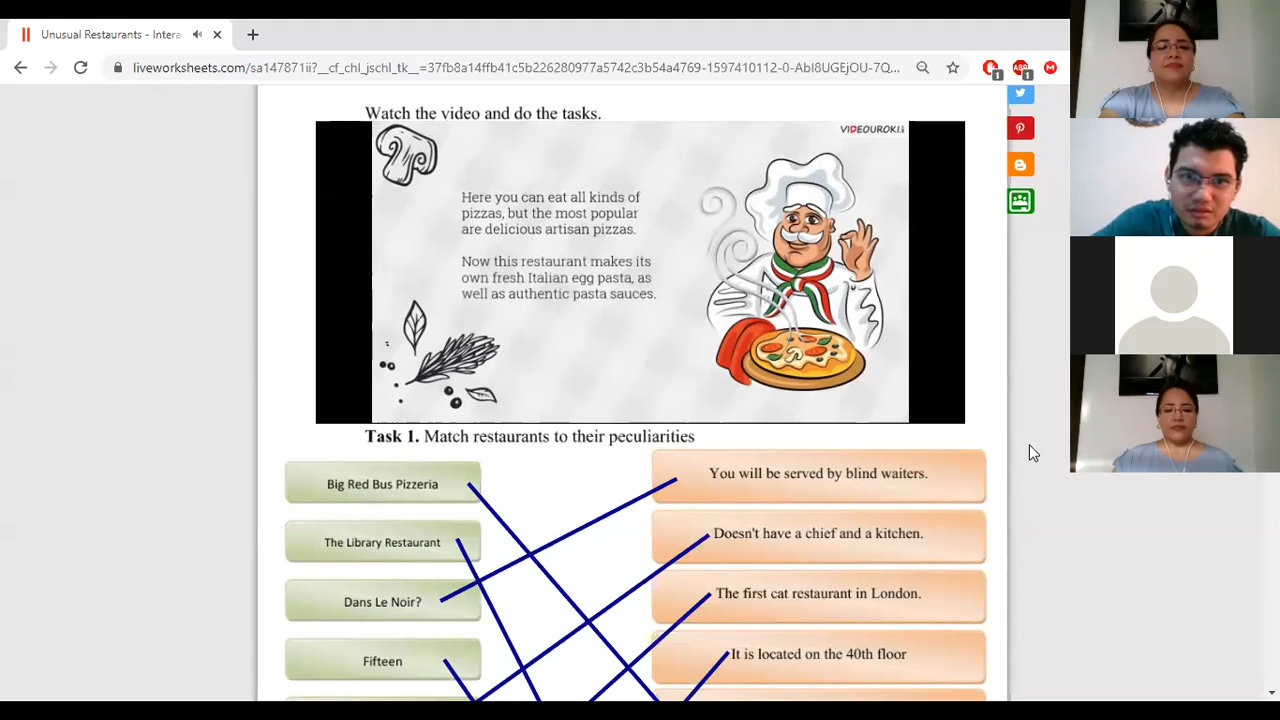 Unusual Restaurants - Intera
liveworksheets.com/sa147871ii?__cf_chl_jschl_tk__=37fb8a31fb41c5b226280977a5742c3b54a4769-1597410112-0-AbI8UGEjOU-7Q...
Watch the video and do the tasks.
VIDEOUROKI
Here you can eat all kinds of
pizzas, but the most popular
are delicious artisan pizzas.
Now this restaurant makes its
own fresh Italian egg pasta, as
well as authentic pasta sauces.
Task 1. Match restaurants to their peculiarities
Big Red Bus Pizzeria
The Library Restaurant
Dans Le Noir?
Fifteen
You will be served by blind waiters.
Doesn't have a chief and a kitchen.
The first cat restaurant in London.
It is located on the 40th floor